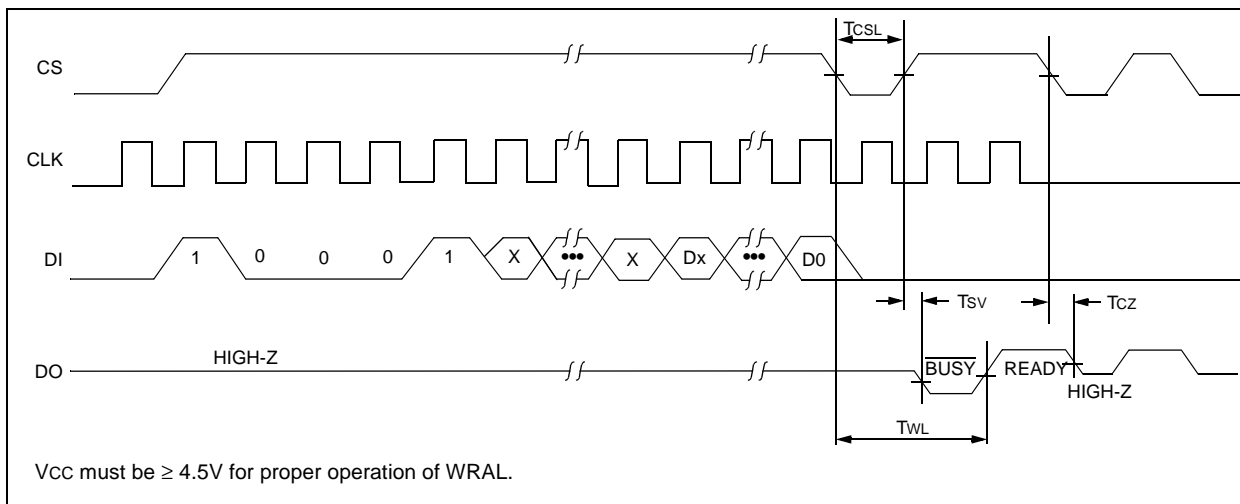 TCSL
CS
CLK
DI 1 0 0 0 1 X ••• X Dx ••• D0
TSV TCZ
HIGH-Z
DO BUSY READY
HIGH-Z
TWL
VCC must be ≥ 4.5V for proper operation of WRAL.